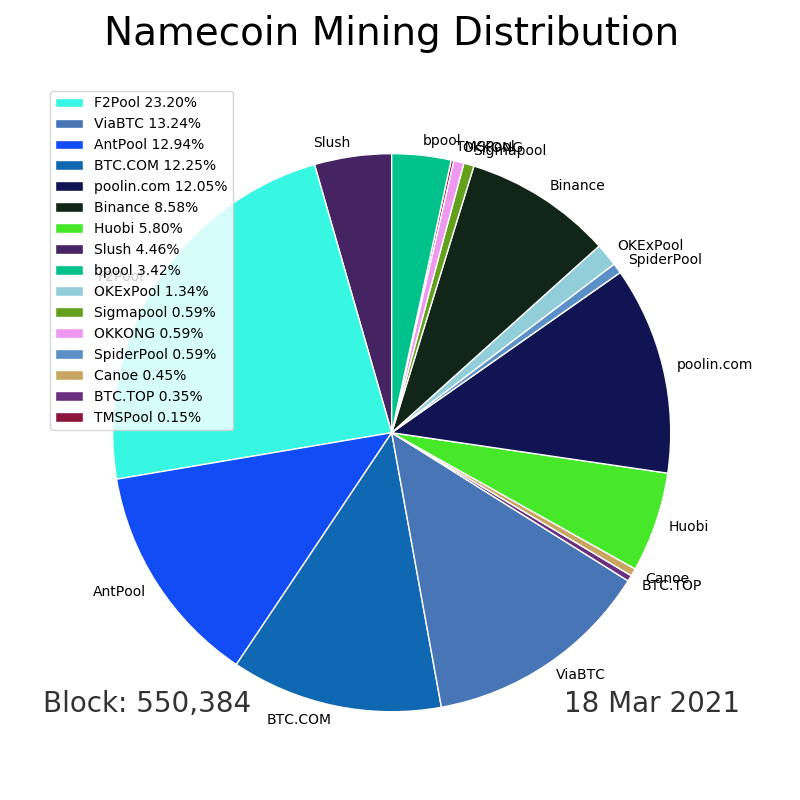 Namecoin Mining Distribution
F2Pool 23.20%
ViaBTC 13.24%
AntPool 12.94%
BTC.COM 12.25%
poolin.com 12.05%
Binance 8.58%
Huobi 5.80%
Slush 4.46%
bpool 3.42%
OKExPool 1.34%
Sigmapool 0.59%
OKKONG 0.59%
SpiderPool 0.59%
Canoe 0.45%
BTC.TOP 0.35%
TMSPool 0.15%
Slush
bpool
TMSPool
OKKONG
Sigmapool
Binance
OKExPool
SpiderPool
poolin.com
Huobi
Canoe
BTC.TOP
ViaBTC
BTC.COM
AntPool
F2Pool
Block: 550,384
18 Mar 2021